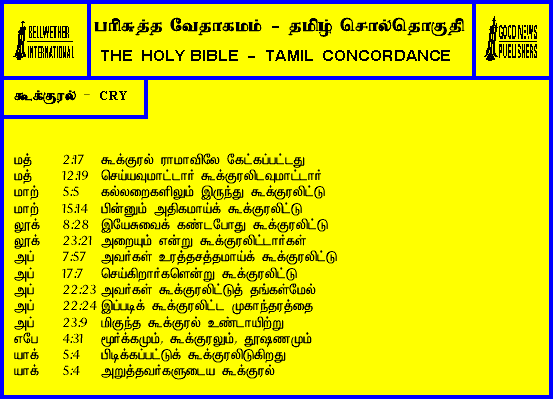 BELLWETHER
INTERNATIONAL
பரிசுத்த வேதாகமம் - தமிழ் சொல்தொகுதி
THE HOLY BIBLE - TAMIL CONCORDANCE
GOOD NEWS
PUBLISHERS
கூக்குரல் - CRY
மத் 2:17 கூக்குரல் ராமாவிலே கேட்கப்பட்டது
மத் 12:19 செய்யவுமாட்டார் கூக்குரலிடவுமாட்டார்
மாற் 5:5 கல்லறைகளிலும் இருந்து கூக்குரலிட்டு
மாற் 15:14 பின்னும் அதிகமாய்க் கூக்குரலிட்டு
லூக் 8:28 இயேசுவைக் கண்டபோது கூக்குரலிட்டு
லூக் 23:21 அறையும் என்று கூக்குரலிட்டார்கள்
அப் 7:57 அவர்கள் உரத்தசத்தமாய்க் கூக்குரலிட்டு
அப் 17:7 செய்கிறார்களென்று கூக்குரலிட்டு
அப் 22:23 அவர்கள் கூக்குரலிட்டுத் தங்கள்மேல்
அப் 22:24 இப்படிக் கூக்குரலிட்ட முகாந்தரத்தை
அப் 23:9 மிகுந்த கூக்குரல் உண்டாயிற்று
எபே 4:31 மூர்க்கமும், கூக்குரலும், தூஷணமும்
யாக் 5:4 பிடிக்கப்பட்டுக் கூக்குரலிடுகிறது
யாக் 5:4 அறுத்தவர்களுடைய கூக்குரல்